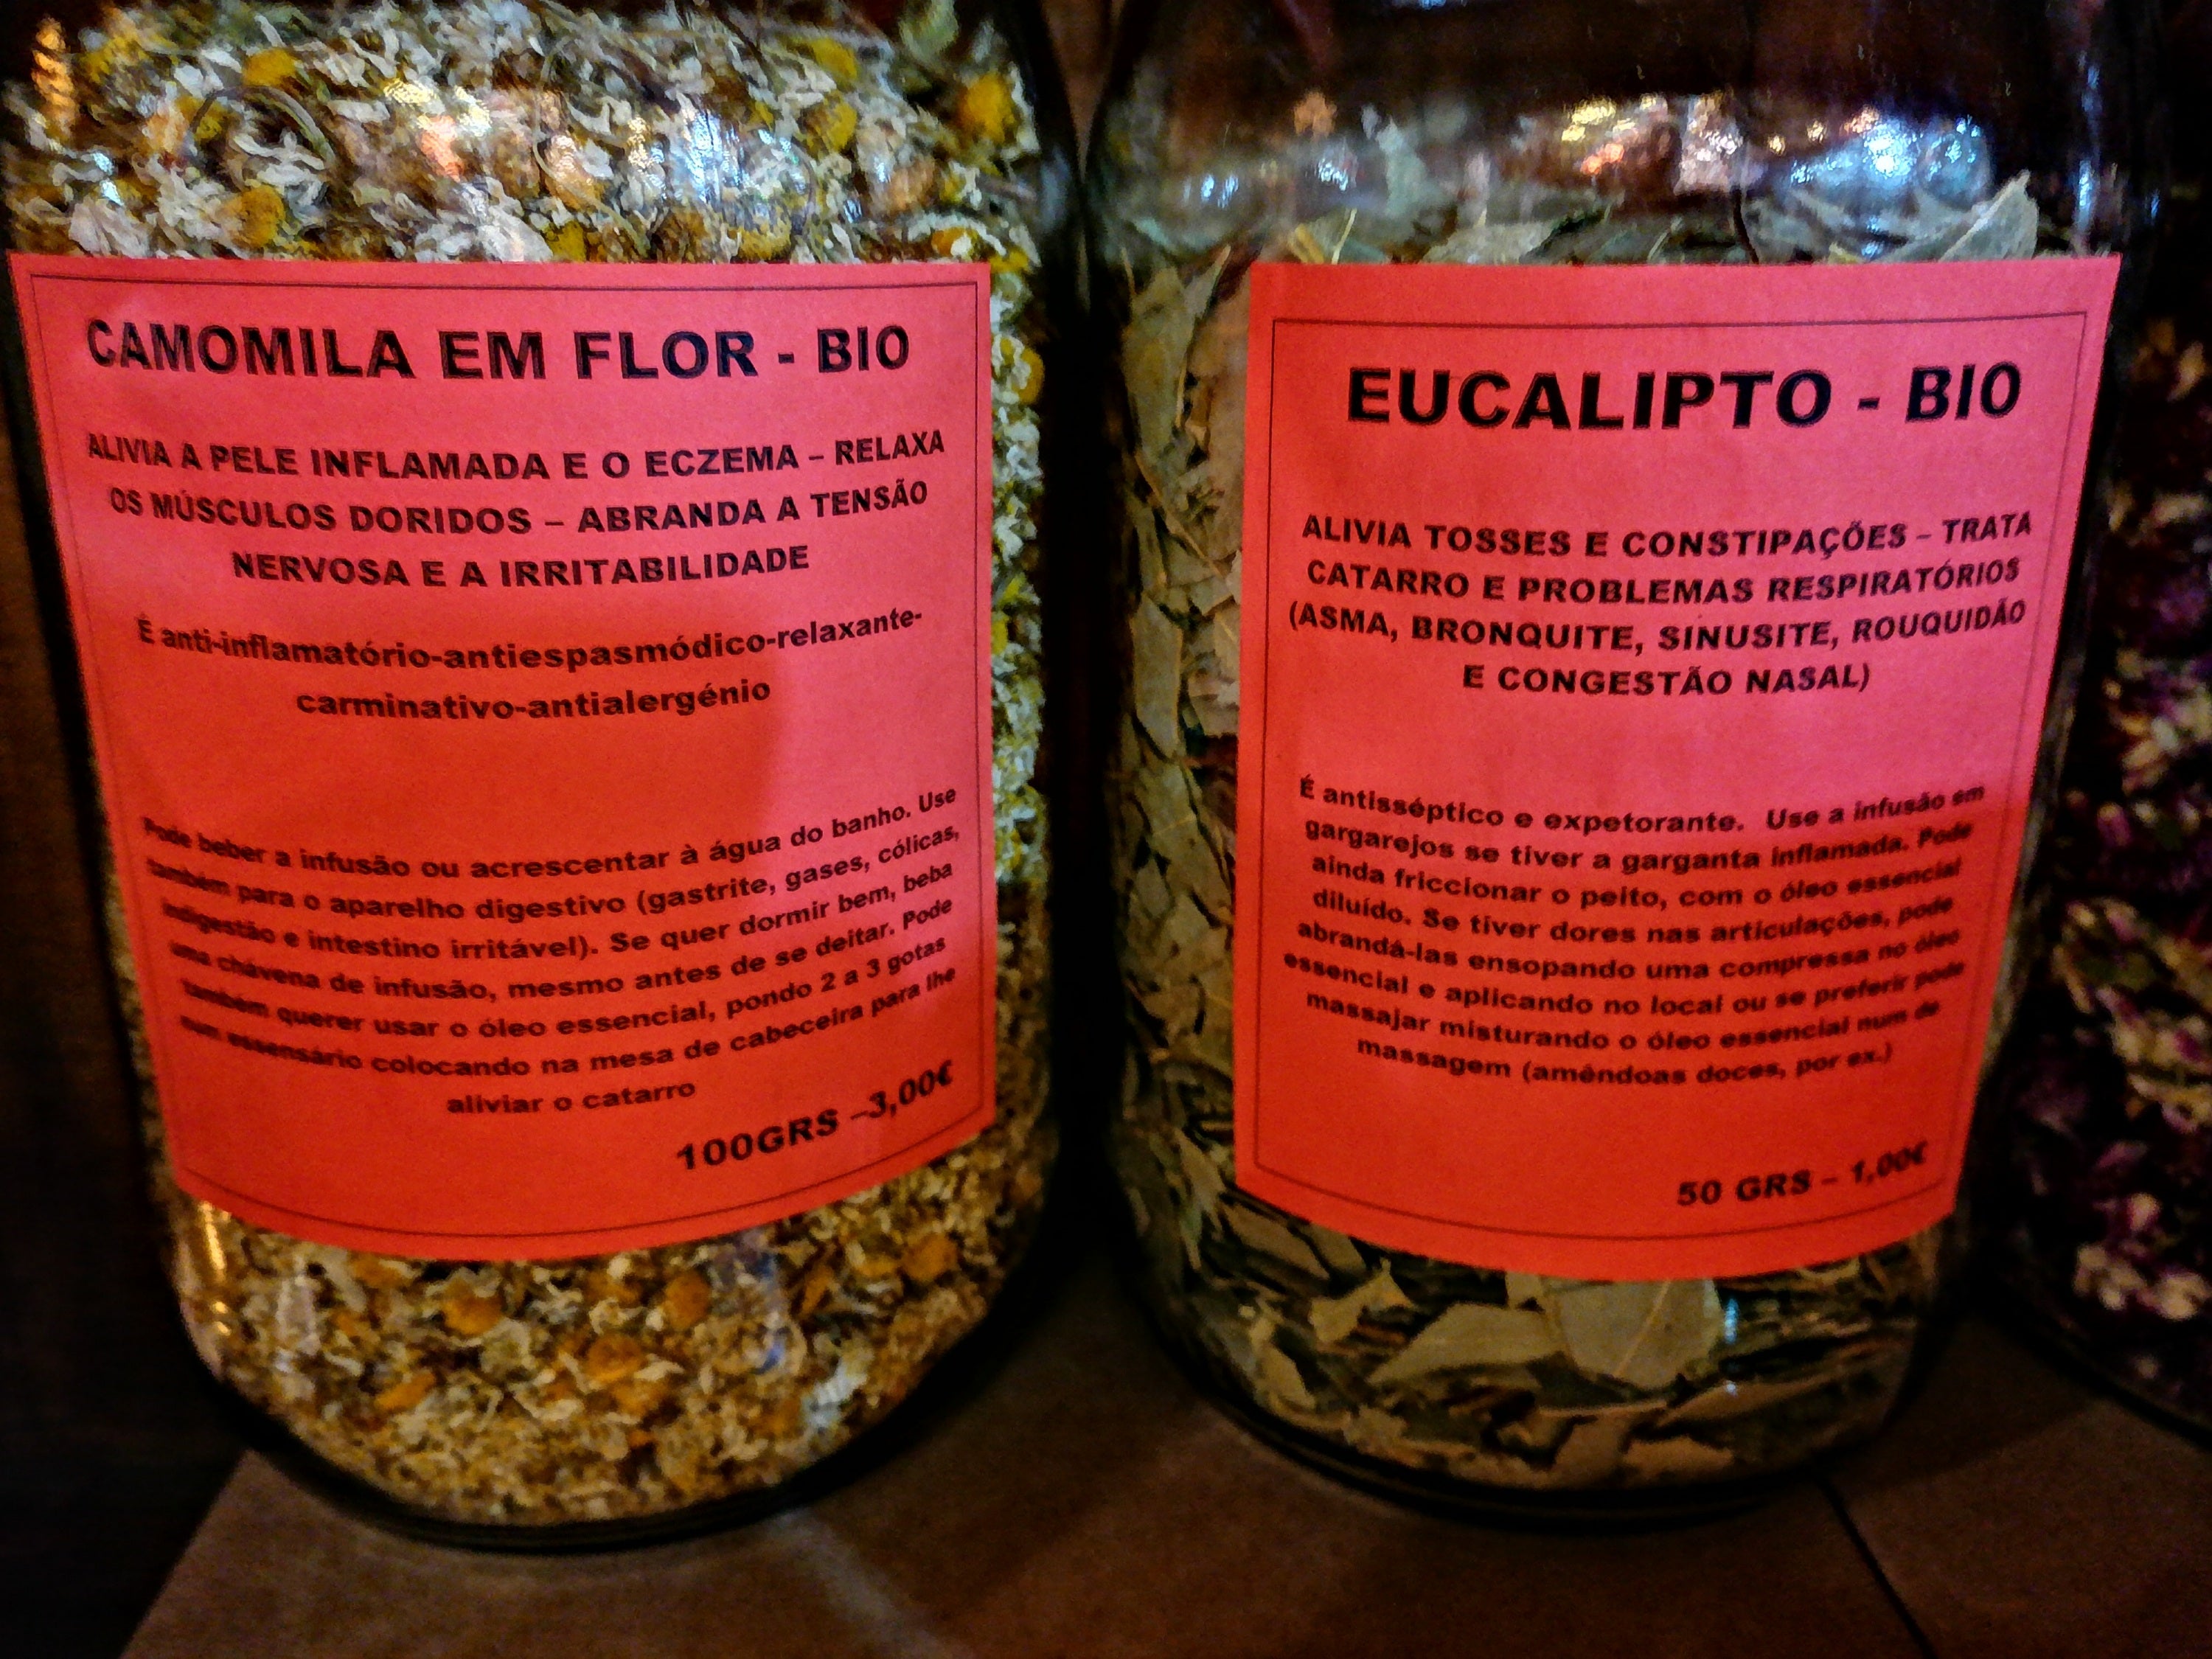 CAMOMILA EM FLOR - BIO
ALIVIA A PELE INFLAMADA E O ECZEMA – RELAXA
OS MÚSCULOS DORIDOS – ABRANDA A TENSÃO
NERVOSA E A IRRITABILIDADE
É anti-inflamatório-antiespasmódico-relaxante-
carminativo-antialergénio
Pode beber a infusão ou acrescentar à água do banho. Use
também para o aparelho digestivo (gastrite, gases, cólicas,
indigestão e intestino irritável). Se quer dormir bem, beba
uma chávena de infusão, mesmo antes de se deitar. Pode
também querer usar o óleo essencial, pondo 2 a 3 gotas
num essensário colocando na mesa de cabeceira para lhe
aliviar o catarro
100GRS –3,00€
EUCALIPTO - BIO
ALIVIA TOSSES E CONSTIPAÇÕES – TRATA
CATARRO E PROBLEMAS RESPIRATÓRIOS
(ASMA, BRONQUITE, SINUSITE, ROUQUIDÃO
E CONGESTÃO NASAL)
É antisséptico e expetorante. Use a infusão em
gargarejos se tiver a garganta inflamada. Pode
ainda friccionar o peito, com o óleo essencial
diluído. Se tiver dores nas articulações, pode
abrandá-las ensopando uma compressa no óleo
essencial e aplicando no local ou se preferir pode
massajar misturando o óleo essencial num de
massagem (amêndoas doces, por ex.)
50 GRS – 1,00€